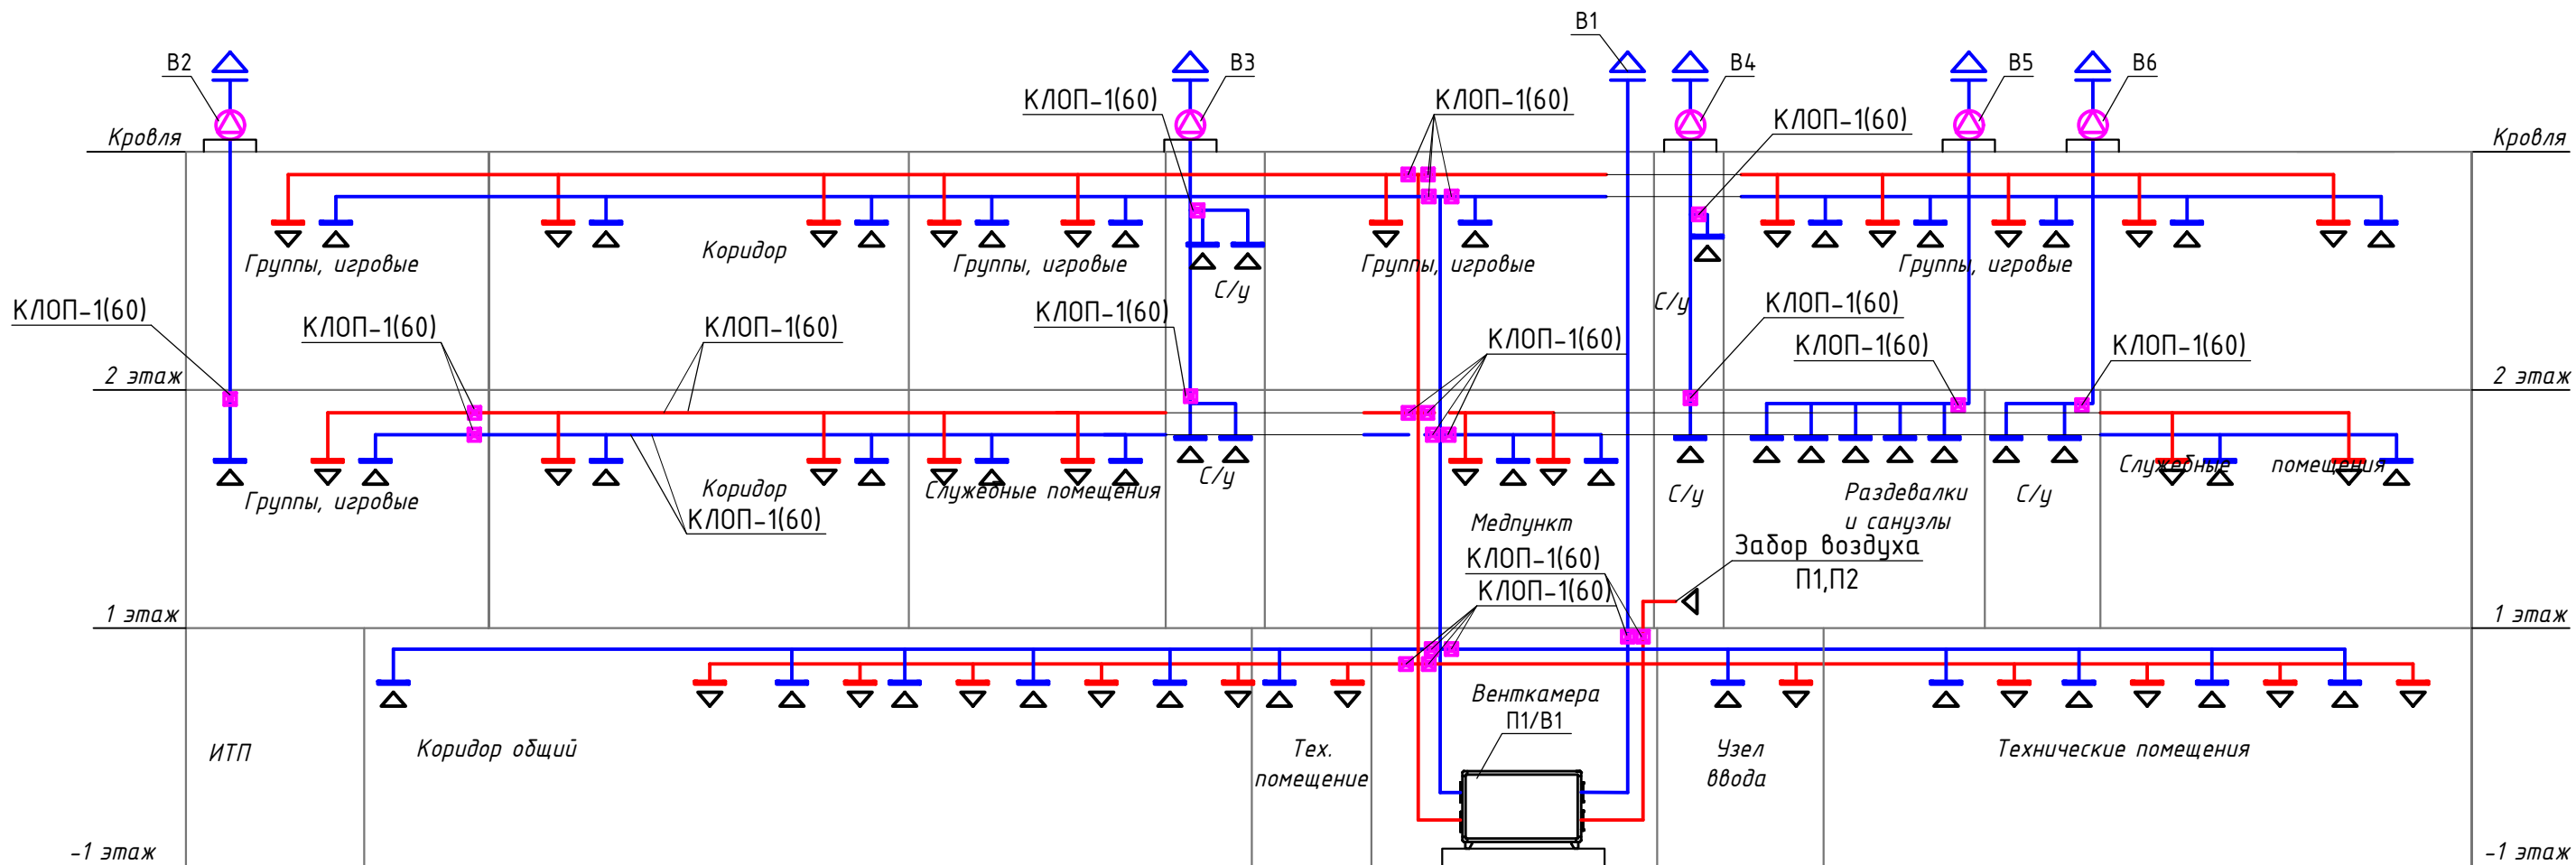 В1
В2
В3
В4
В5
В6
КЛОП-1(60)
КЛОП-1(60)
КЛОП-1(60)
Кровля
Кровля
Группы, игровые
Коридор
Группы, игровые
С/у
Группы, игровые
С/у
Группы, игровые
КЛОП-1(60)
КЛОП-1(60)
КЛОП-1(60)
КЛОП-1(60)
КЛОП-1(60)
КЛОП-1(60)
КЛОП-1(60)
КЛОП-1(60)
2 этаж
2 этаж
Группы, игровые
Коридор
КЛОП-1(60)
Служебные помещения
С/у
Медпункт
С/у
Раздевалки
и санузлы
С/у
Служебные помещения
Забор воздуха
П1,П2
КЛОП-1(60)
КЛОП-1(60)
1 этаж
1 этаж
ИТП
Коридор общий
Тех.
помещение
Венткамера
П1/В1
Узел
ввода
Технические помещения
-1 этаж
-1 этаж